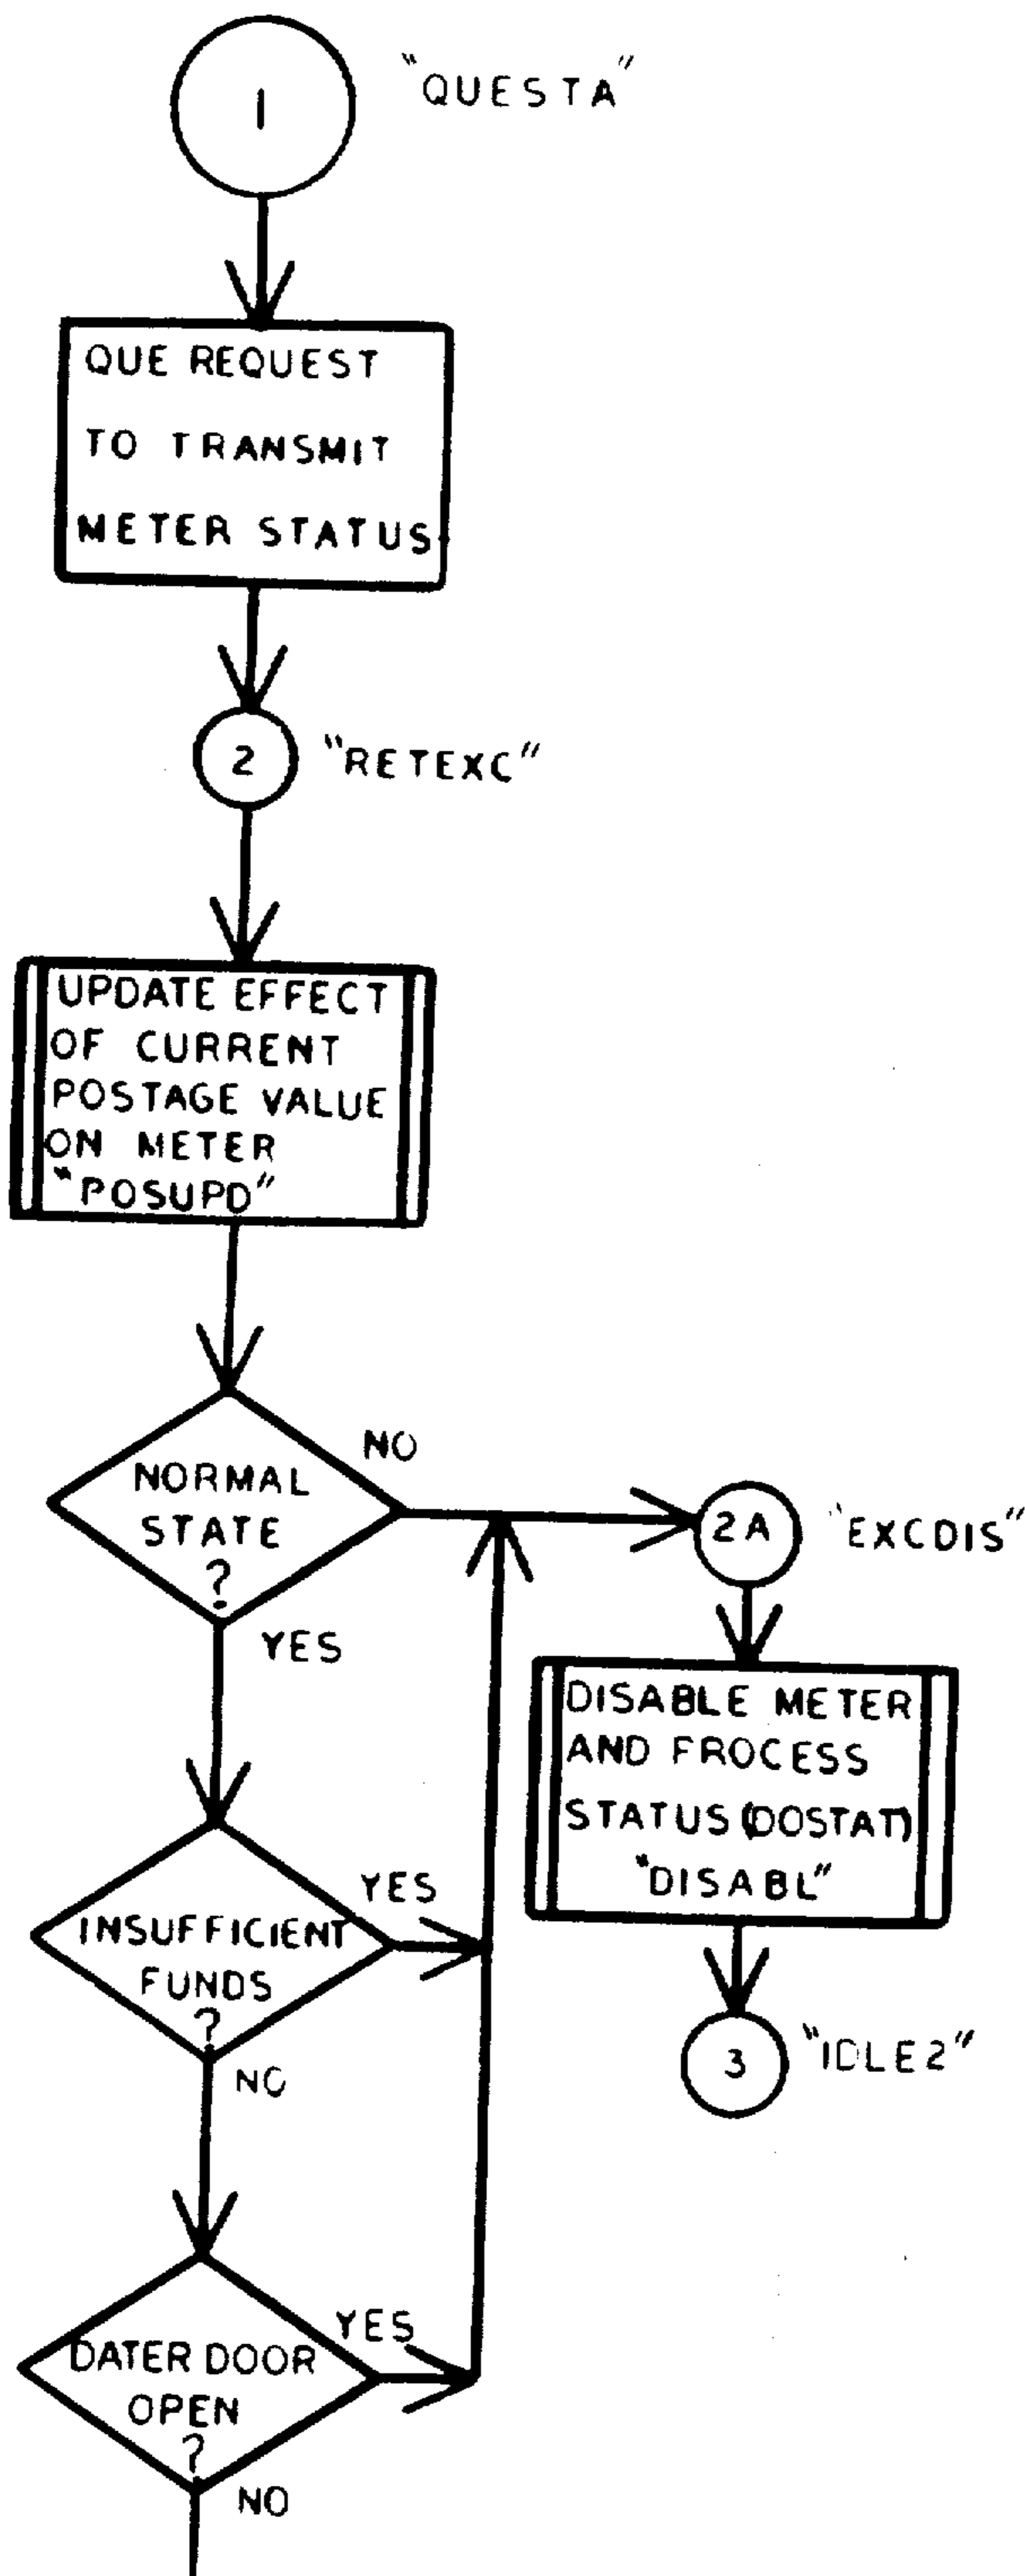 1
"QUESTA"
QUE REQUEST
TO TRANSMIT
METER STATUS
2
"RETEXC"
UPDATE EFFECT
OF CURRENT
POSTAGE VALUE
ON METER
"POSUPD"
NORMAL
STATE
?
NO
YES
2A
"EXCDIS"
DISABLE METER
AND FROCESS
STATUS (DOSTAT)
"DISABL"
3
"IDLE2"
INSUFFICIENT
FUNDS
?
YES
NO
DATER DOOR
OPEN
?
YES
NO